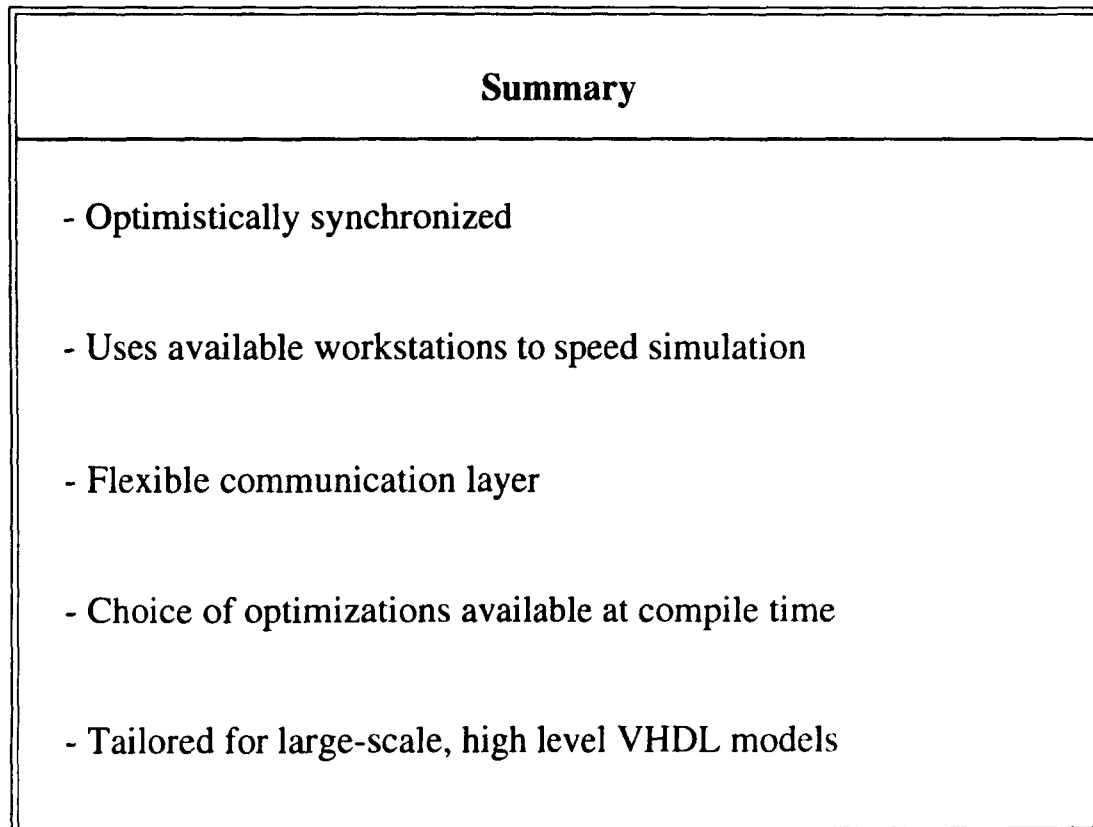 Summary
- Optimistically synchronized
- Uses available workstations to speed simulation
- Flexible communication layer
- Choice of optimizations available at compile time
- Tailored for large-scale, high level VHDL models